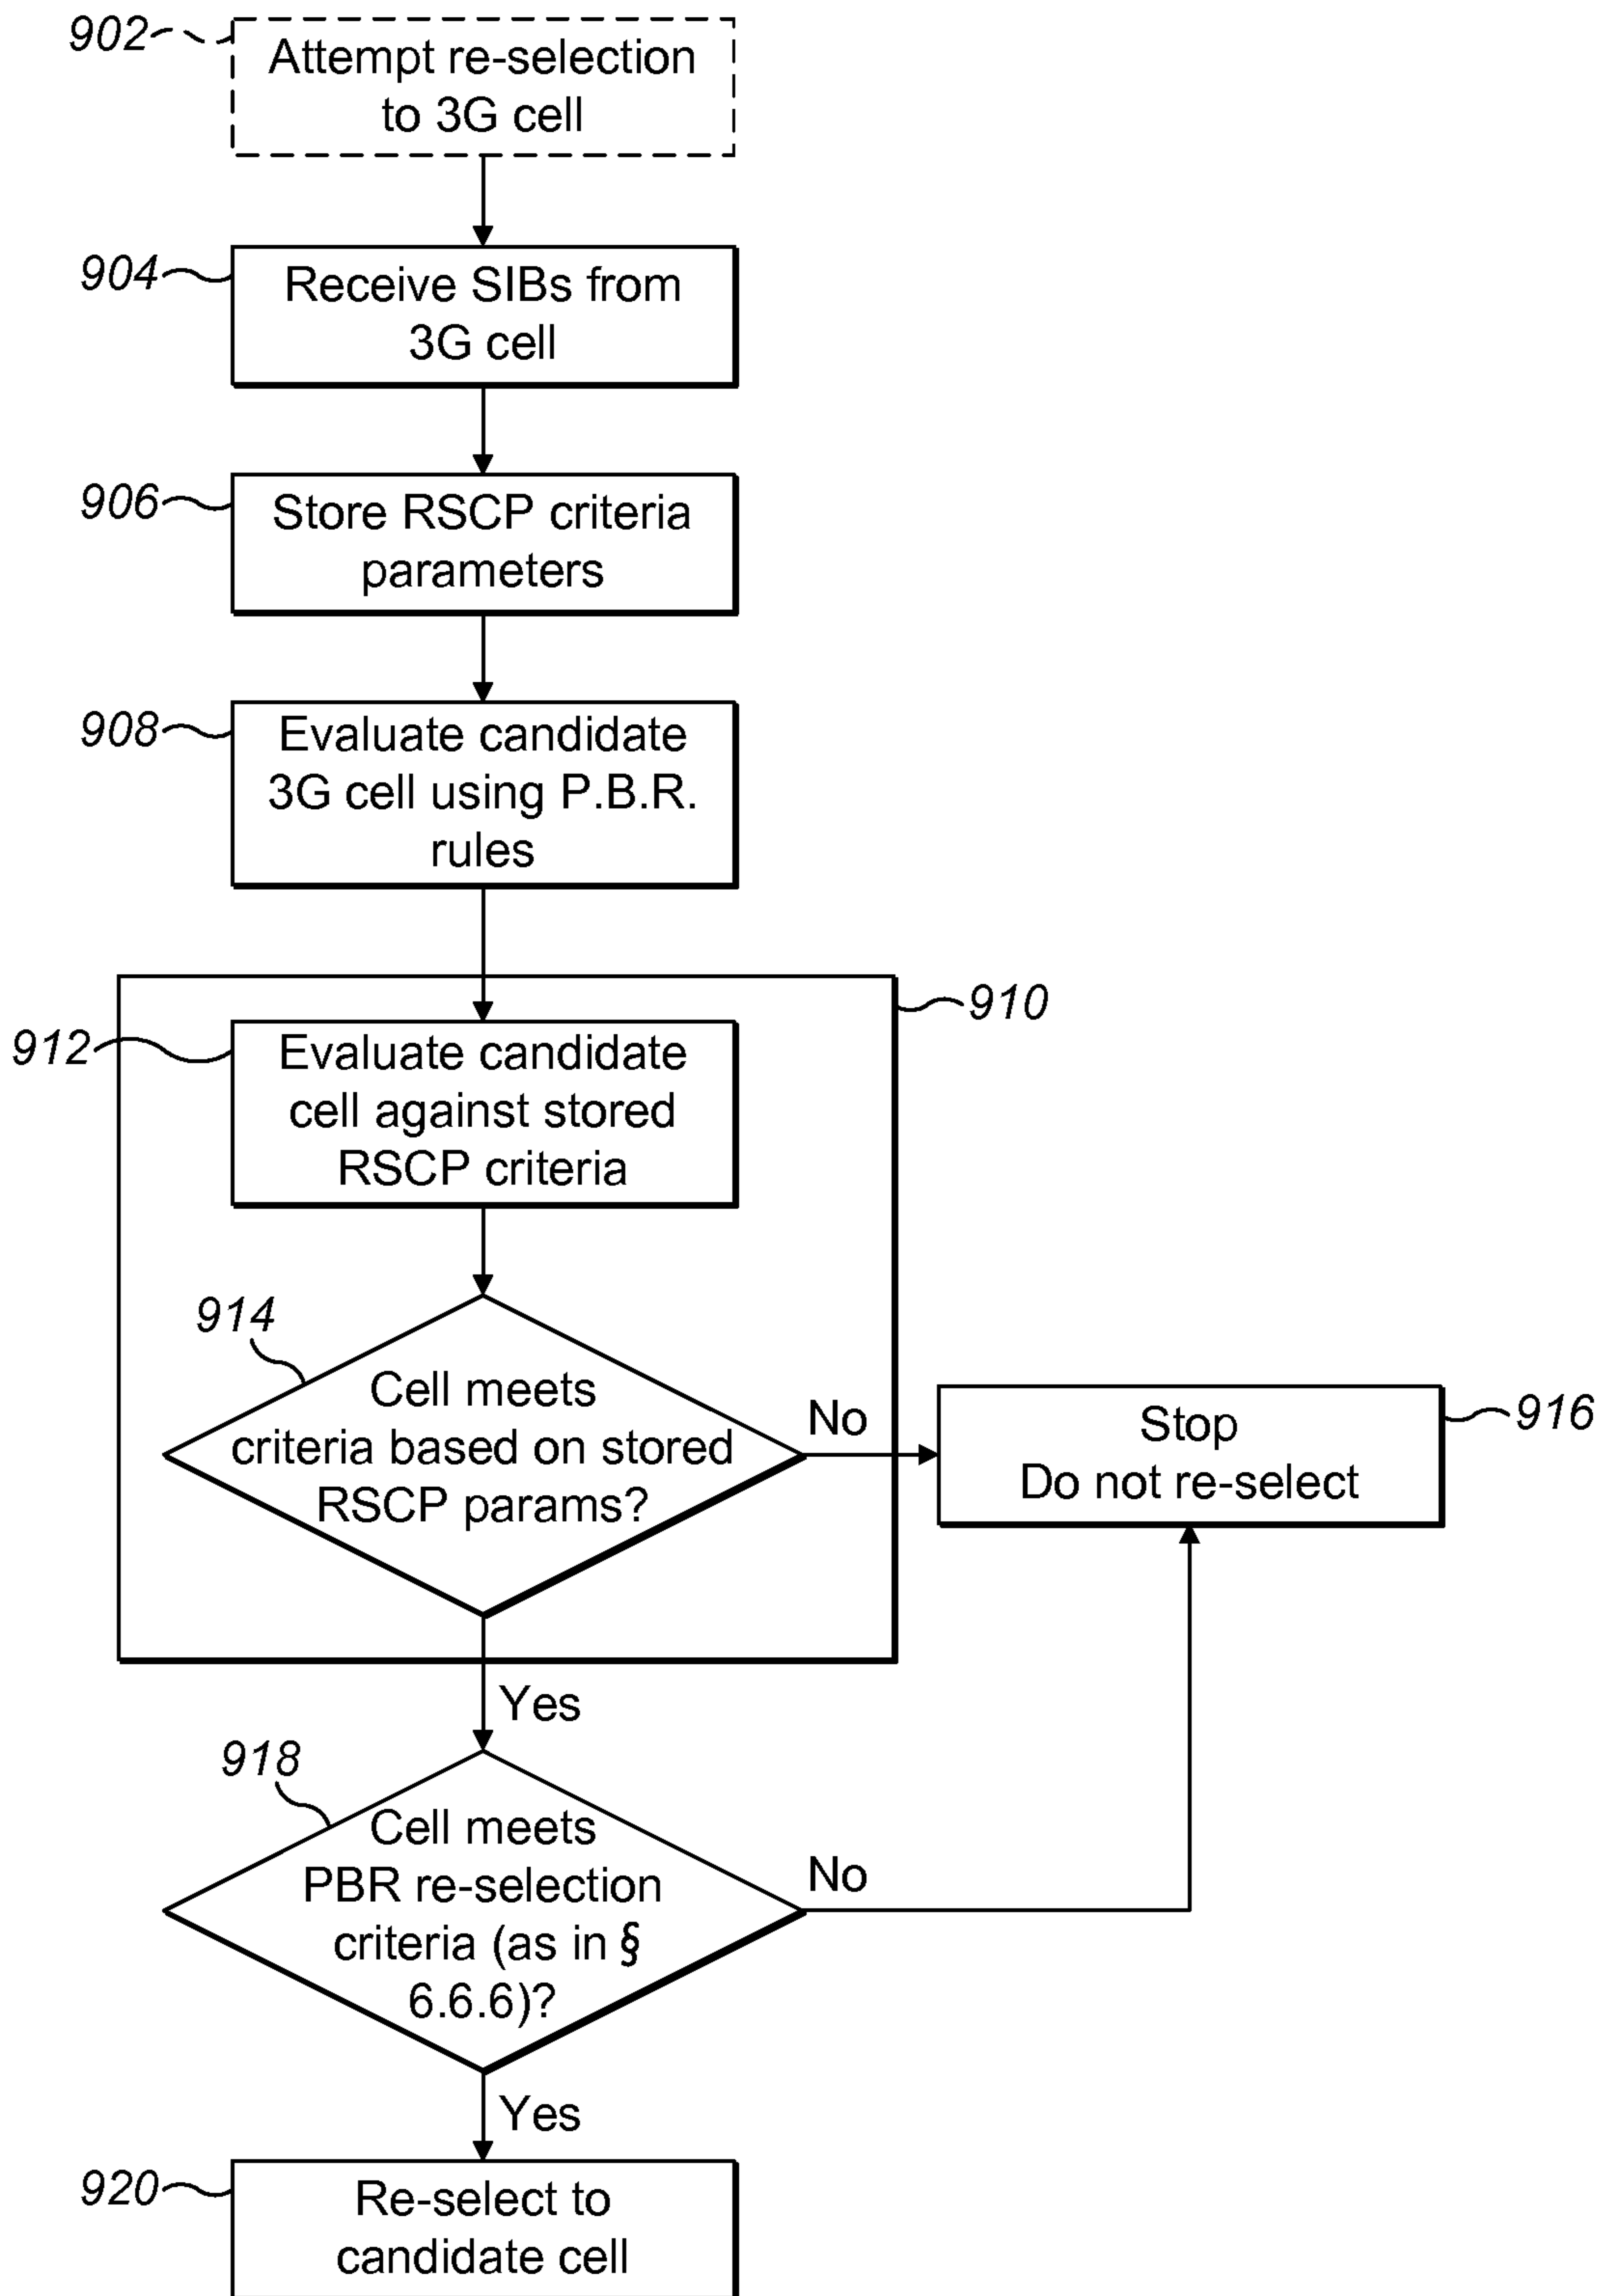 902
Attempt re-selection
to 3G cell
904
Receive SIBs from
3G cell
906
Store RSCP criteria
parameters
908
Evaluate candidate
3G cell using P.B.R.
rules
910
912
Evaluate candidate
cell against stored
RSCP criteria
914
Cell meets
criteria based on stored
RSCP params?
No
Stop
Do not re-select
916
Yes
918
Cell meets
PBR re-selection
criteria (as in §
6.6.6)?
No
Yes
920
Re-select to
candidate cell